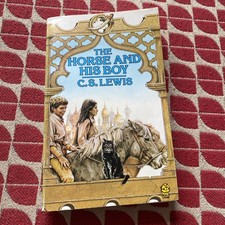 THE
HORSE AND
HIS BOY
C.S. LEWIS